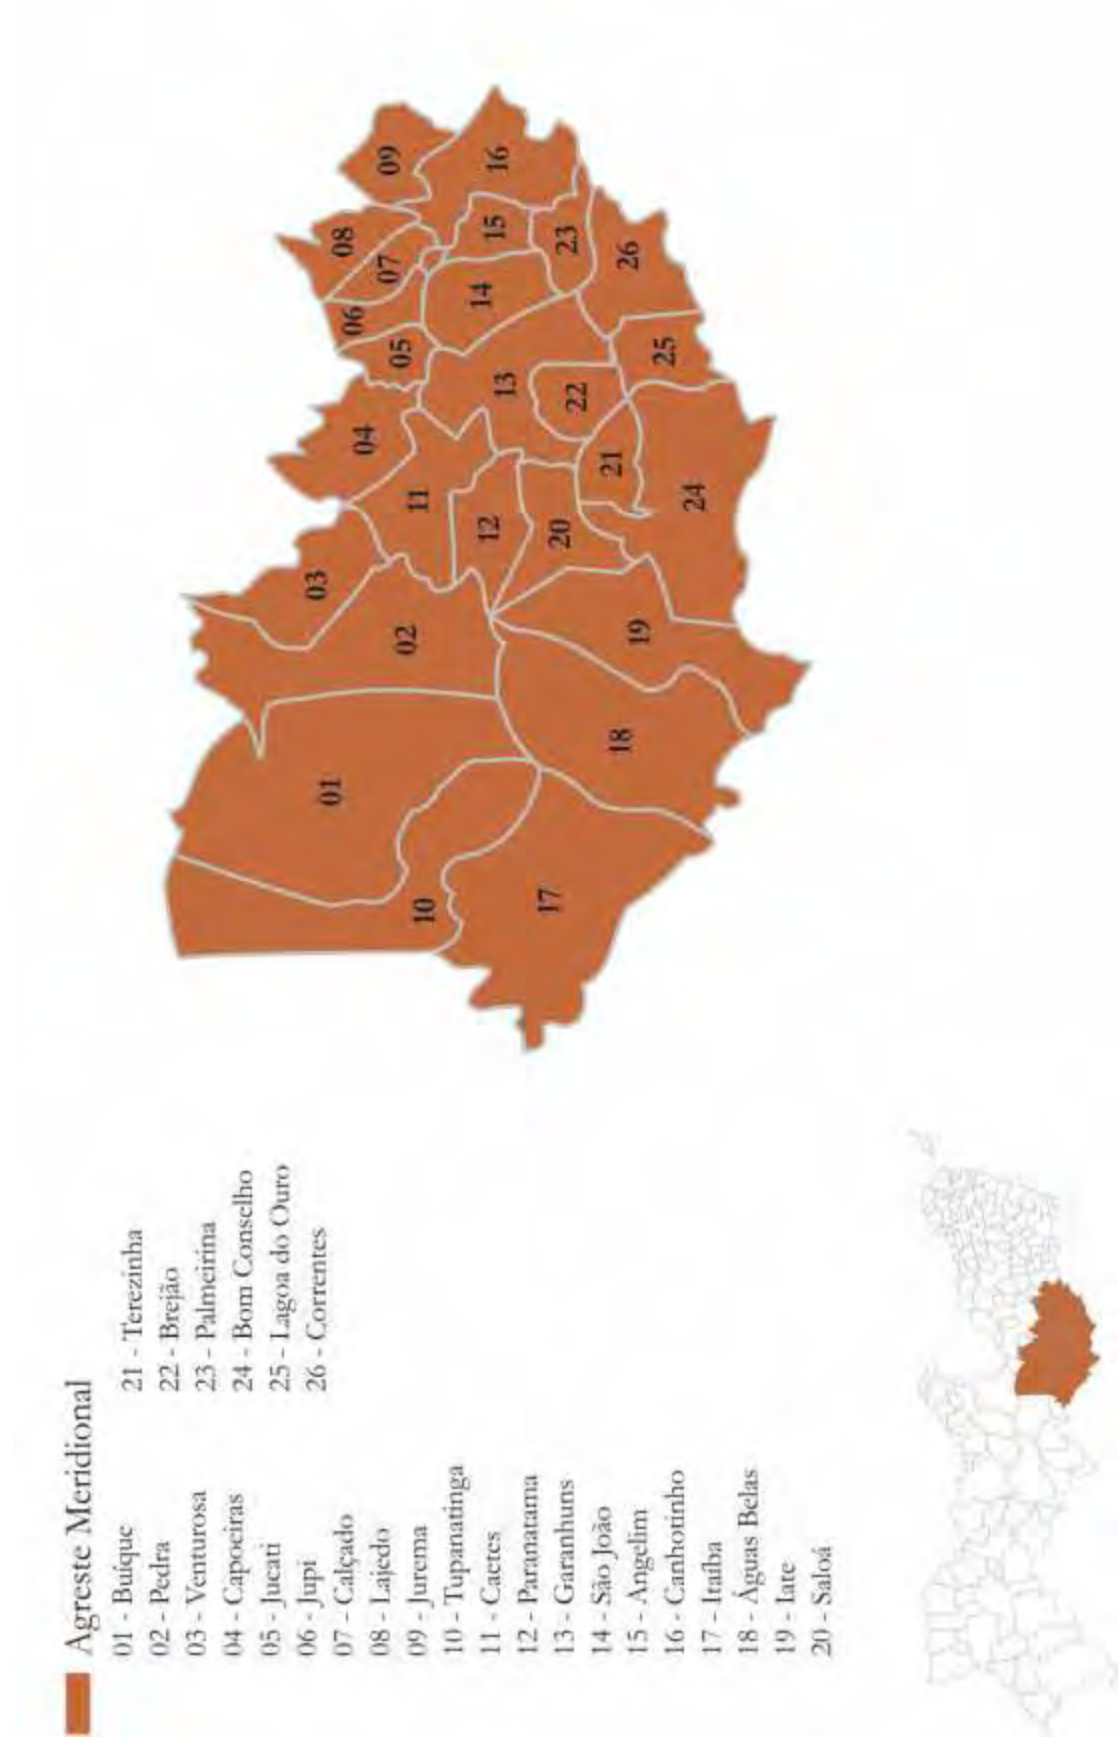 Agreste Meridional
01 - Buíque
02 - Pedra
03 - Venturosa
04 - Capoeiras
05 - Jucati
06 - Jupi
07 - Calçado
08 - Lajedo
09 - Jurema
10 - Tupanatinga
11 - Caetes
12 - Paranatama
13 - Garanhuns
14 - São João
15 - Angelim
16 - Canhotinho
17 - Itaíba
18 - Águas Belas
19 - Iate
20 - Saloá
21 - Terezinha
22 - Brejão
23 - Palmeirina
24 - Bom Conselho
25 - Lagoa do Ouro
26 - Correntes
01
02
03
04
05
06
07
08
09
10
11
12
13
14
15
16
17
18
19
20
21
22
23
24
25
26